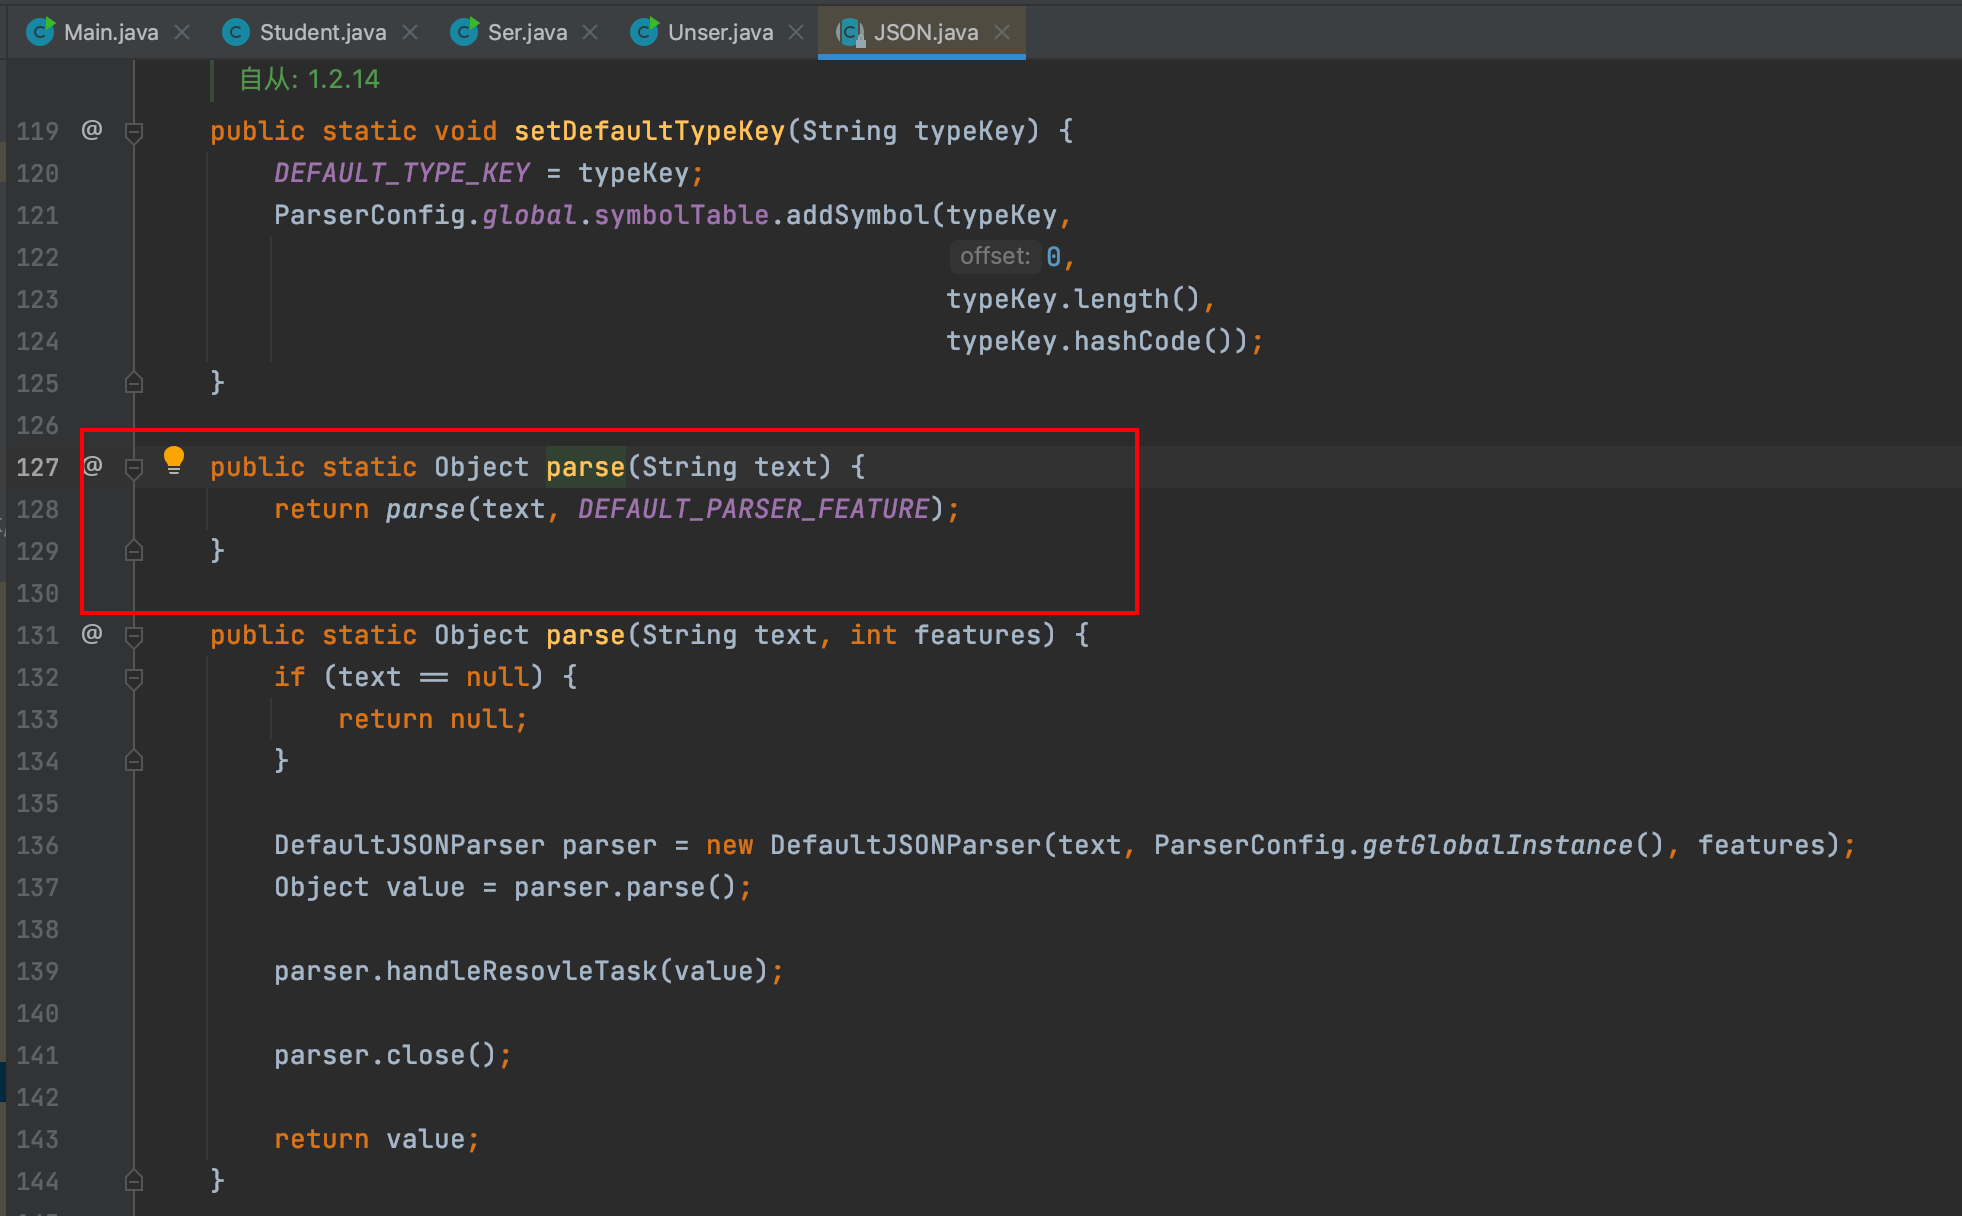 Main.java Student.java Ser.java Unser.java JSON.java
自从: 1.2.14
119 @ public static void setDefaultTypeKey(String typeKey) {
120 DEFAULT_TYPE_KEY = typeKey;
121 ParserConfig.global.symbolTable.addSymbol(typeKey,
122 offset: 0,
123 typeKey.length(),
124 typeKey.hashCode());
125 }
126
127 @ public static Object parse(String text) {
128 return parse(text, DEFAULT_PARSER_FEATURE);
129 }
130
131 @ public static Object parse(String text, int features) {
132 if (text == null) {
133 return null;
134 }
135
136 DefaultJSONParser parser = new DefaultJSONParser(text, ParserConfig.getGlobalInstance(), features);
137 Object value = parser.parse();
138
139 parser.handleResovleTask(value);
140
141 parser.close();
142
143 return value;
144 }